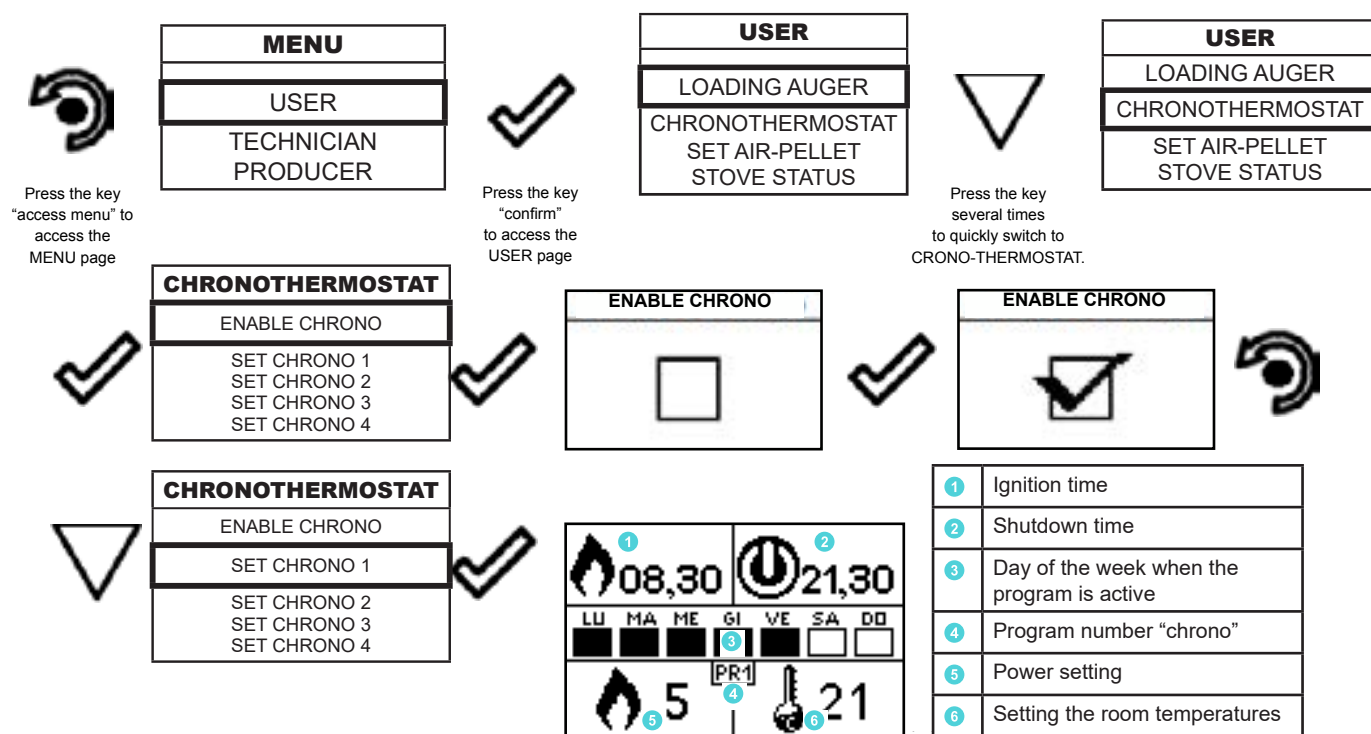 MENU
USER
TECHNICIAN
PRODUCER
Press the key
“access menu” to
access the
MENU page
Press the key
“confirm”
to access the
USER page
USER
LOADING AUGER
CHRONOTHERMOSTAT
SET AIR-PELLET
STOVE STATUS
Press the key
several times
to quickly switch to
CRONO-THERMOSTAT.
USER
LOADING AUGER
CHRONOTHERMOSTAT
SET AIR-PELLET
STOVE STATUS
CHRONOTHERMOSTAT
ENABLE CHRONO
SET CHRONO 1
SET CHRONO 2
SET CHRONO 3
SET CHRONO 4
ENABLE CHRONO
ENABLE CHRONO
CHRONOTHERMOSTAT
ENABLE CHRONO
SET CHRONO 1
SET CHRONO 2
SET CHRONO 3
SET CHRONO 4
1 2
08,30 21,30
LU MA ME GI VE SA DO
3
PR1
4
5 5 6 21
1 Ignition time
2 Shutdown time
3 Day of the week when the
program is active
4 Program number “chrono”
5 Power setting
6 Setting the room temperatures